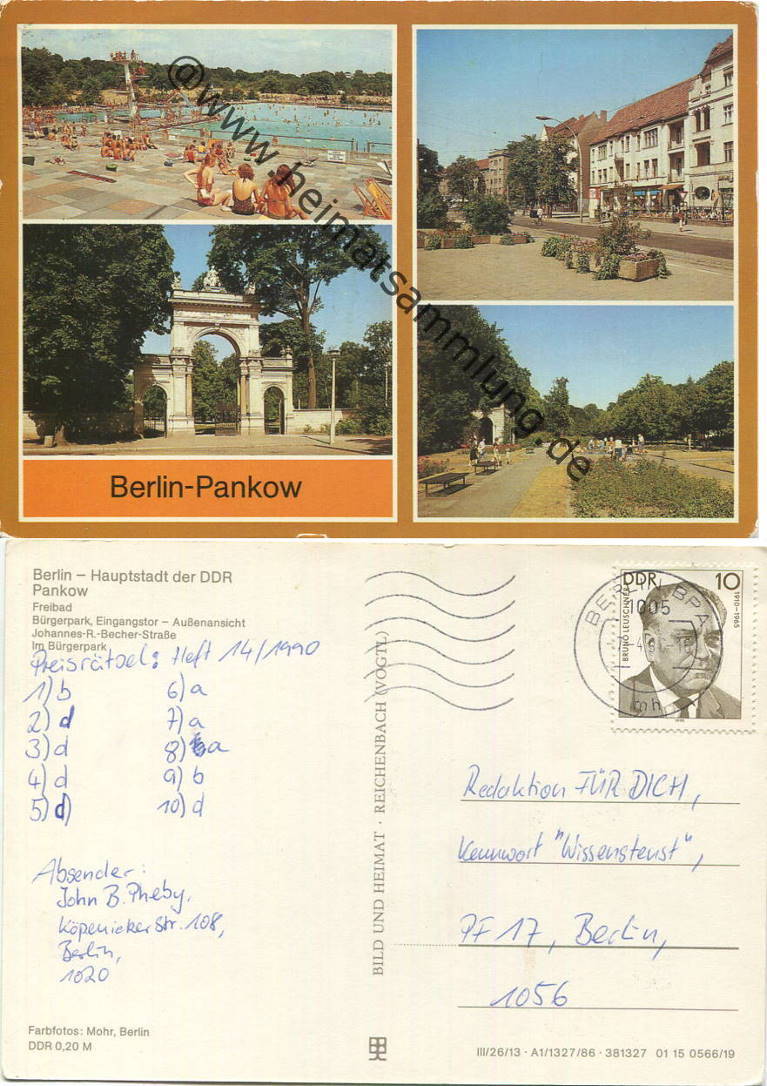 @www.heimatsammlung.de
Berlin-Pankow
Berlin – Hauptstadt der DDR
Pankow
Freibad
Bürgerpark, Eingangstor – Außenansicht
Johannes-R.-Becher-Straße
Im Bürgerpark
Preisrätsel: Heft 14/1990
1) b 6) a
2) d 7) a
3) d 8) a
4) d 9) b
5) d) 10) d
Absender:
John B. Pheby,
Köpenicker Str. 108,
Berlin,
1020
Farbfotos: Mohr, Berlin
DDR 0,20 M
BILD UND HEIMAT · REICHENBACH (VOGTL)
DDR 10
BRUNO LEUSCHNER
1910–1965
BERLIN BPA
1005
mh
Redaktion FÜR DICH,
Kennwort "Wissenstest",
PF 17, Berlin,
1056
III/26/13 · A1/1327/86 · 381327 01 15 0566/19